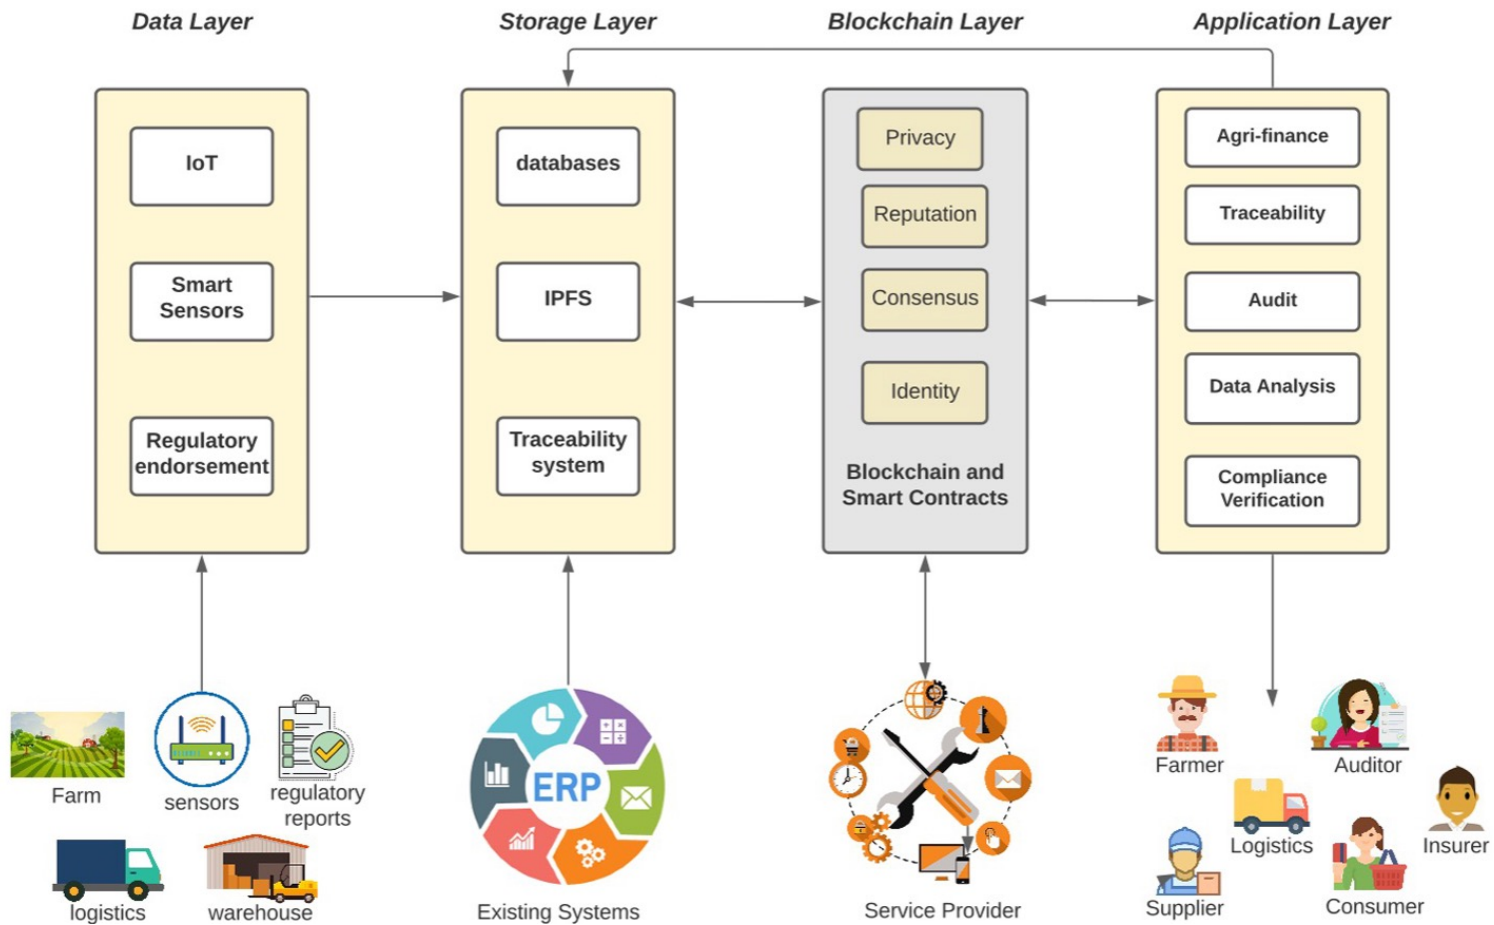 Data Layer
Storage Layer
Blockchain Layer
Application Layer
IoT
Smart
Sensors
Regulatory
endorsement
databases
IPFS
Traceability
system
Privacy
Reputation
Consensus
Identity
Blockchain and
Smart Contracts
Agri-finance
Traceability
Audit
Data Analysis
Compliance
Verification
Farm
sensors
regulatory
reports
logistics
warehouse
ERP
Existing Systems
Service Provider
Farmer
Auditor
Logistics
Insurer
Supplier
Consumer